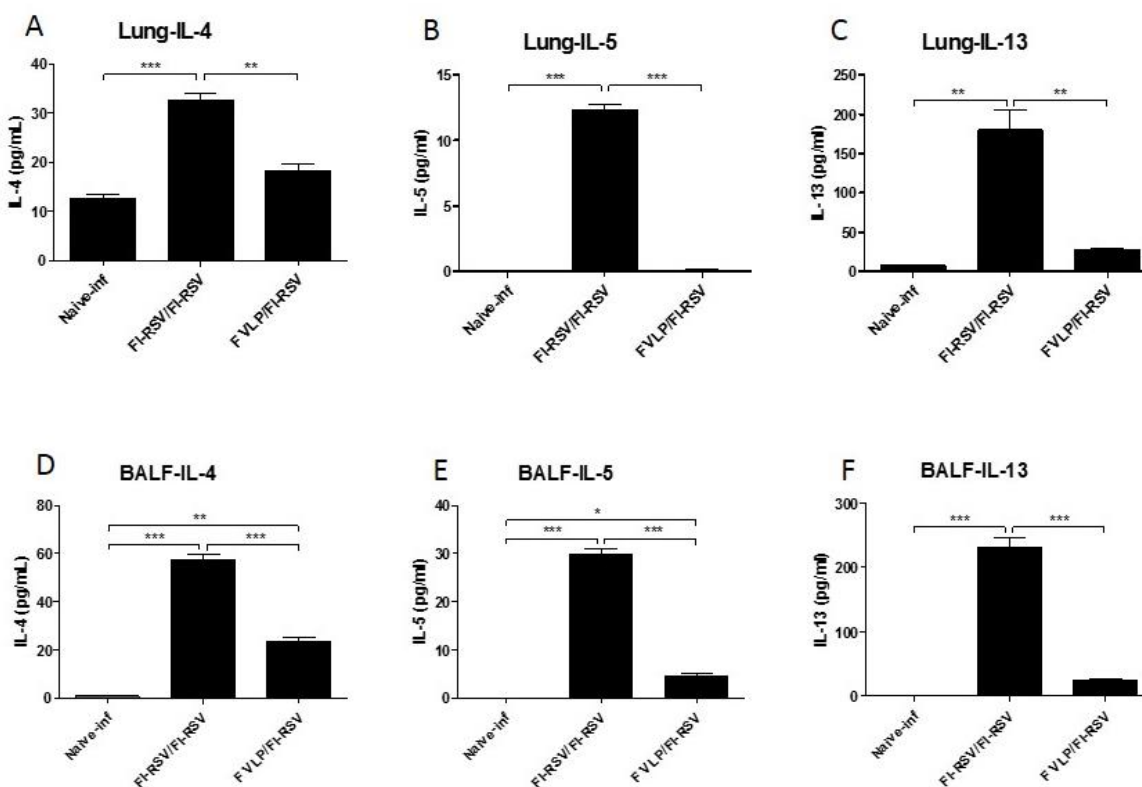 A
Lung-IL-4
IL-4 (pg/mL)
40
30
20
10
0
***
**
Naive-inf
FI-RSV/FI-RSV
F VLP/FI-RSV
B
Lung-IL-5
IL-5 (pg/ml)
15
10
5
0
***
***
Naive-inf
FI-RSV/FI-RSV
F VLP/FI-RSV
C
Lung-IL-13
IL-13 (pg/ml)
250
200
150
100
50
0
**
**
Naive-inf
FI-RSV/FI-RSV
F VLP/FI-RSV
D
BALF-IL-4
IL-4 (pg/mL)
80
60
40
20
0
**
***
***
Naive-inf
FI-RSV/FI-RSV
F VLP/FI-RSV
E
BALF-IL-5
IL-5 (pg/ml)
40
30
20
10
0
*
***
***
Naive-inf
FI-RSV/FI-RSV
F VLP/FI-RSV
F
BALF-IL-13
IL-13 (pg/ml)
300
200
100
0
***
***
Naive-inf
FI-RSV/FI-RSV
F VLP/FI-RSV